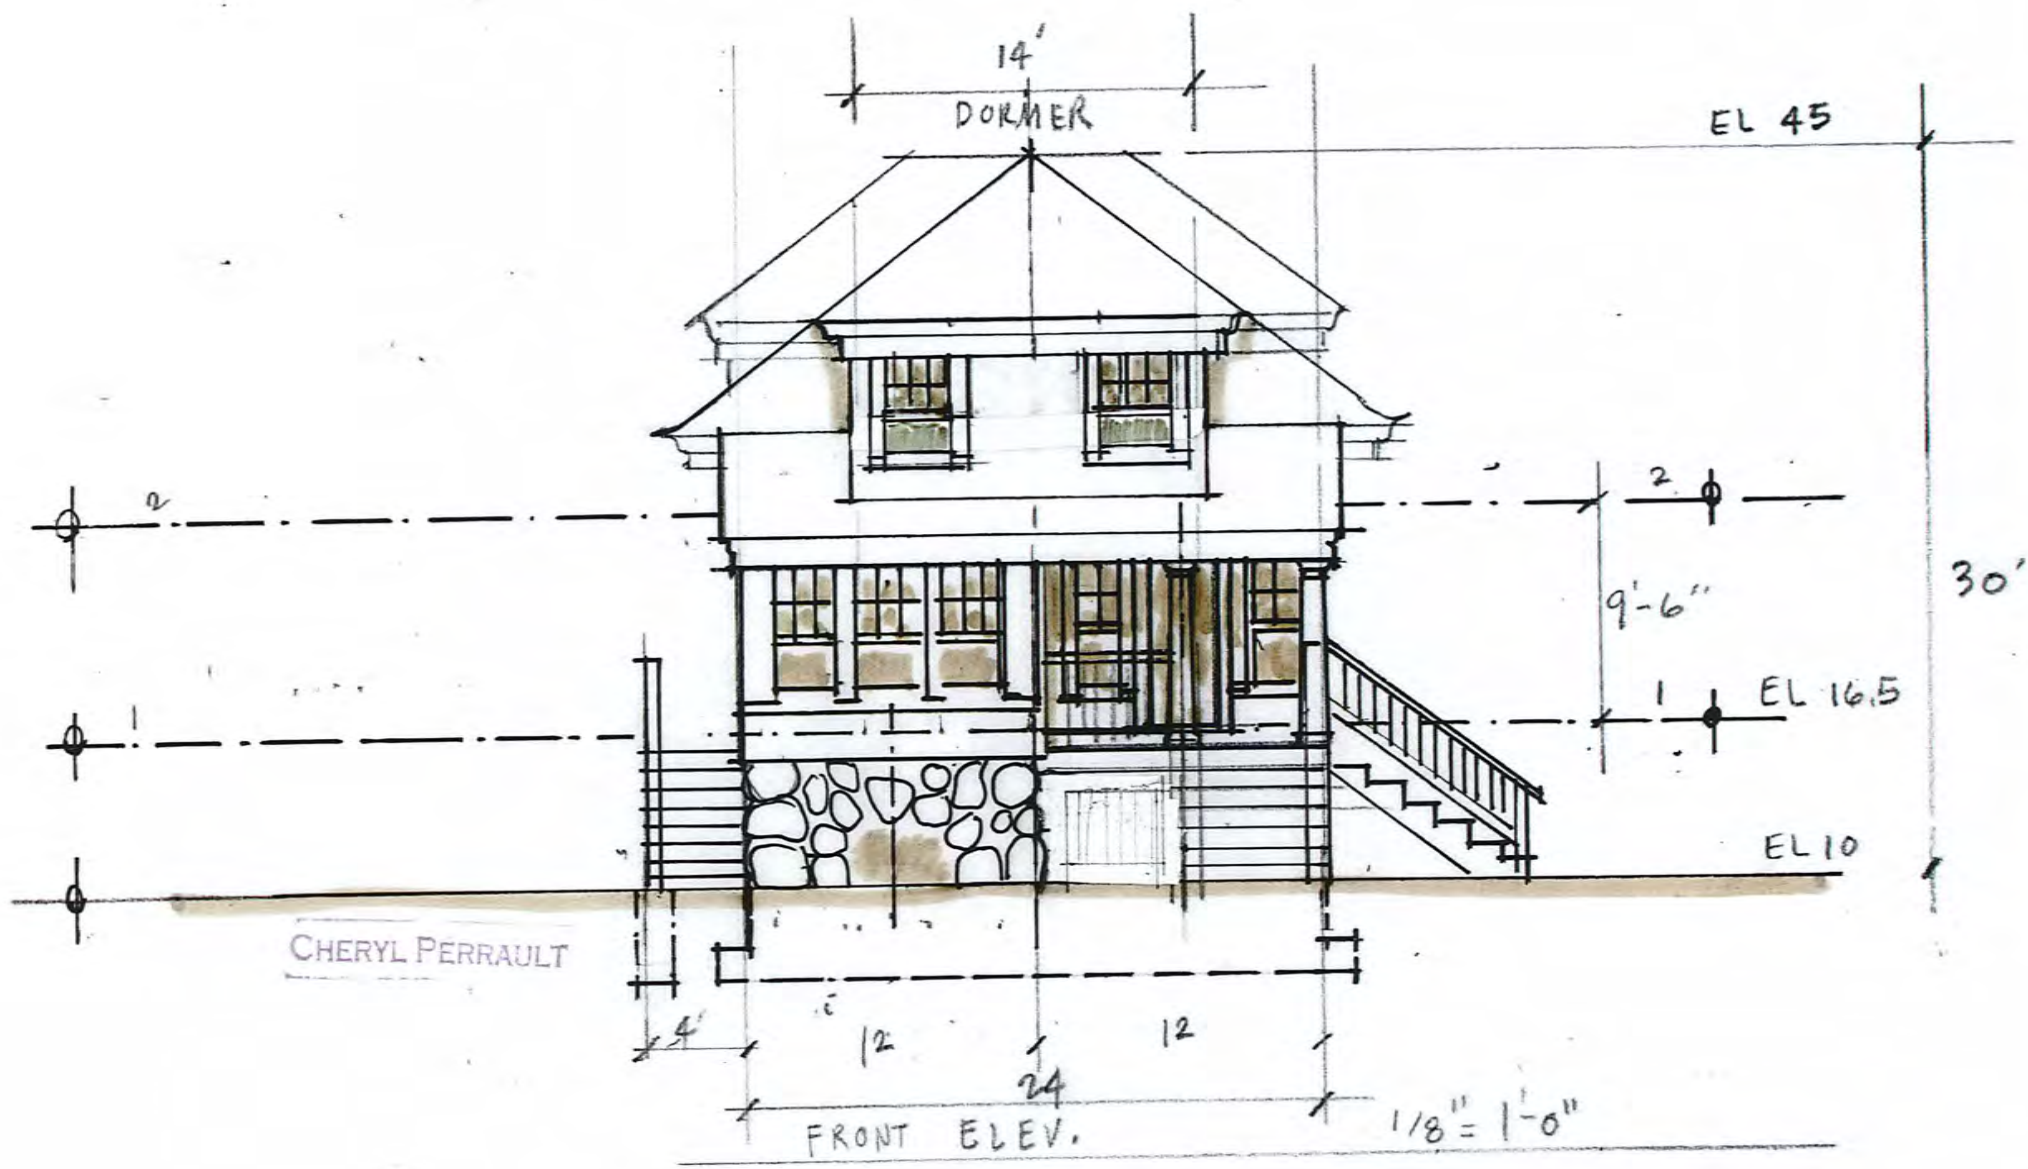 14'
DORMER
EL 45
2
2
30'
9'-6"
1
1
EL 16.5
EL 10
CHERYL PERRAULT
4'
12
12
24
FRONT ELEV.
1/8" = 1'-0"